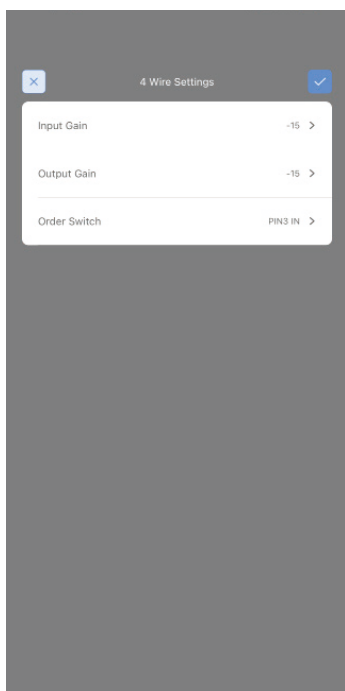 4 Wire Settings
Input Gain -15
Output Gain -15
Order Switch PIN3 IN